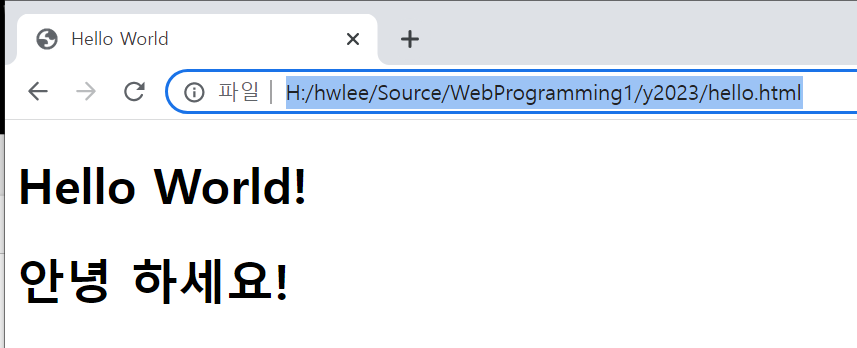 Hello World
파일 | H:/hwlee/Source/WebProgramming1/y2023/hello.html
Hello World!
안녕 하세요!